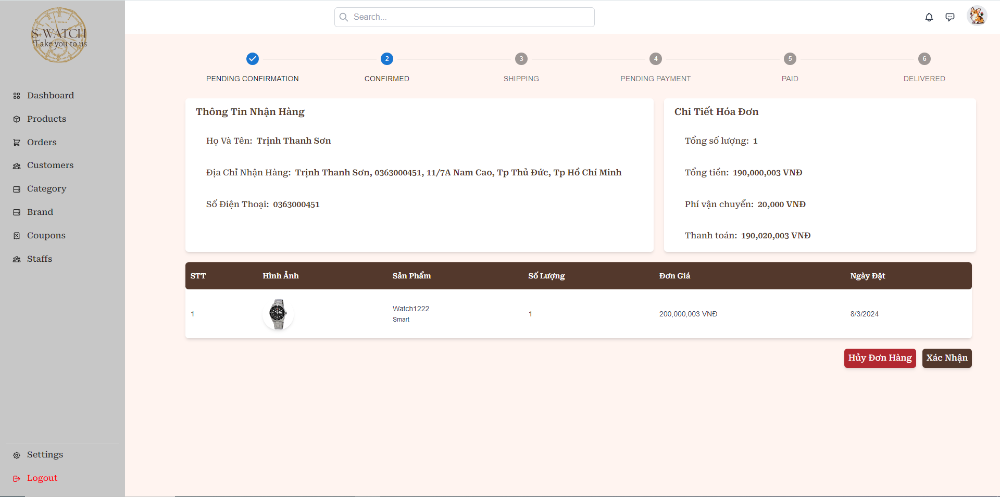 S-WATCH
Take you to us
Search...
Dashboard
Products
Orders
Customers
Category
Brand
Coupons
Staffs
Settings
Logout
2
3
4
5
6
PENDING CONFIRMATION
CONFIRMED
SHIPPING
PENDING PAYMENT
PAID
DELIVERED
Thông Tin Nhận Hàng
Họ Và Tên: Trịnh Thanh Sơn
Địa Chỉ Nhận Hàng: Trịnh Thanh Sơn, 0363000451, 11/7A Nam Cao, Tp Thủ Đức, Tp Hồ Chí Minh
Số Điện Thoại: 0363000451
Chi Tiết Hóa Đơn
Tổng số lượng: 1
Tổng tiền: 190,000,003 VNĐ
Phí vận chuyển: 20,000 VNĐ
Thanh toán: 190,020,003 VNĐ
STT Hình Ảnh Sản Phẩm Số Lượng Đơn Giá Ngày Đặt
1 Watch1222 1 200,000,003 VNĐ 8/3/2024
Smart
Hủy Đơn Hàng
Xác Nhận